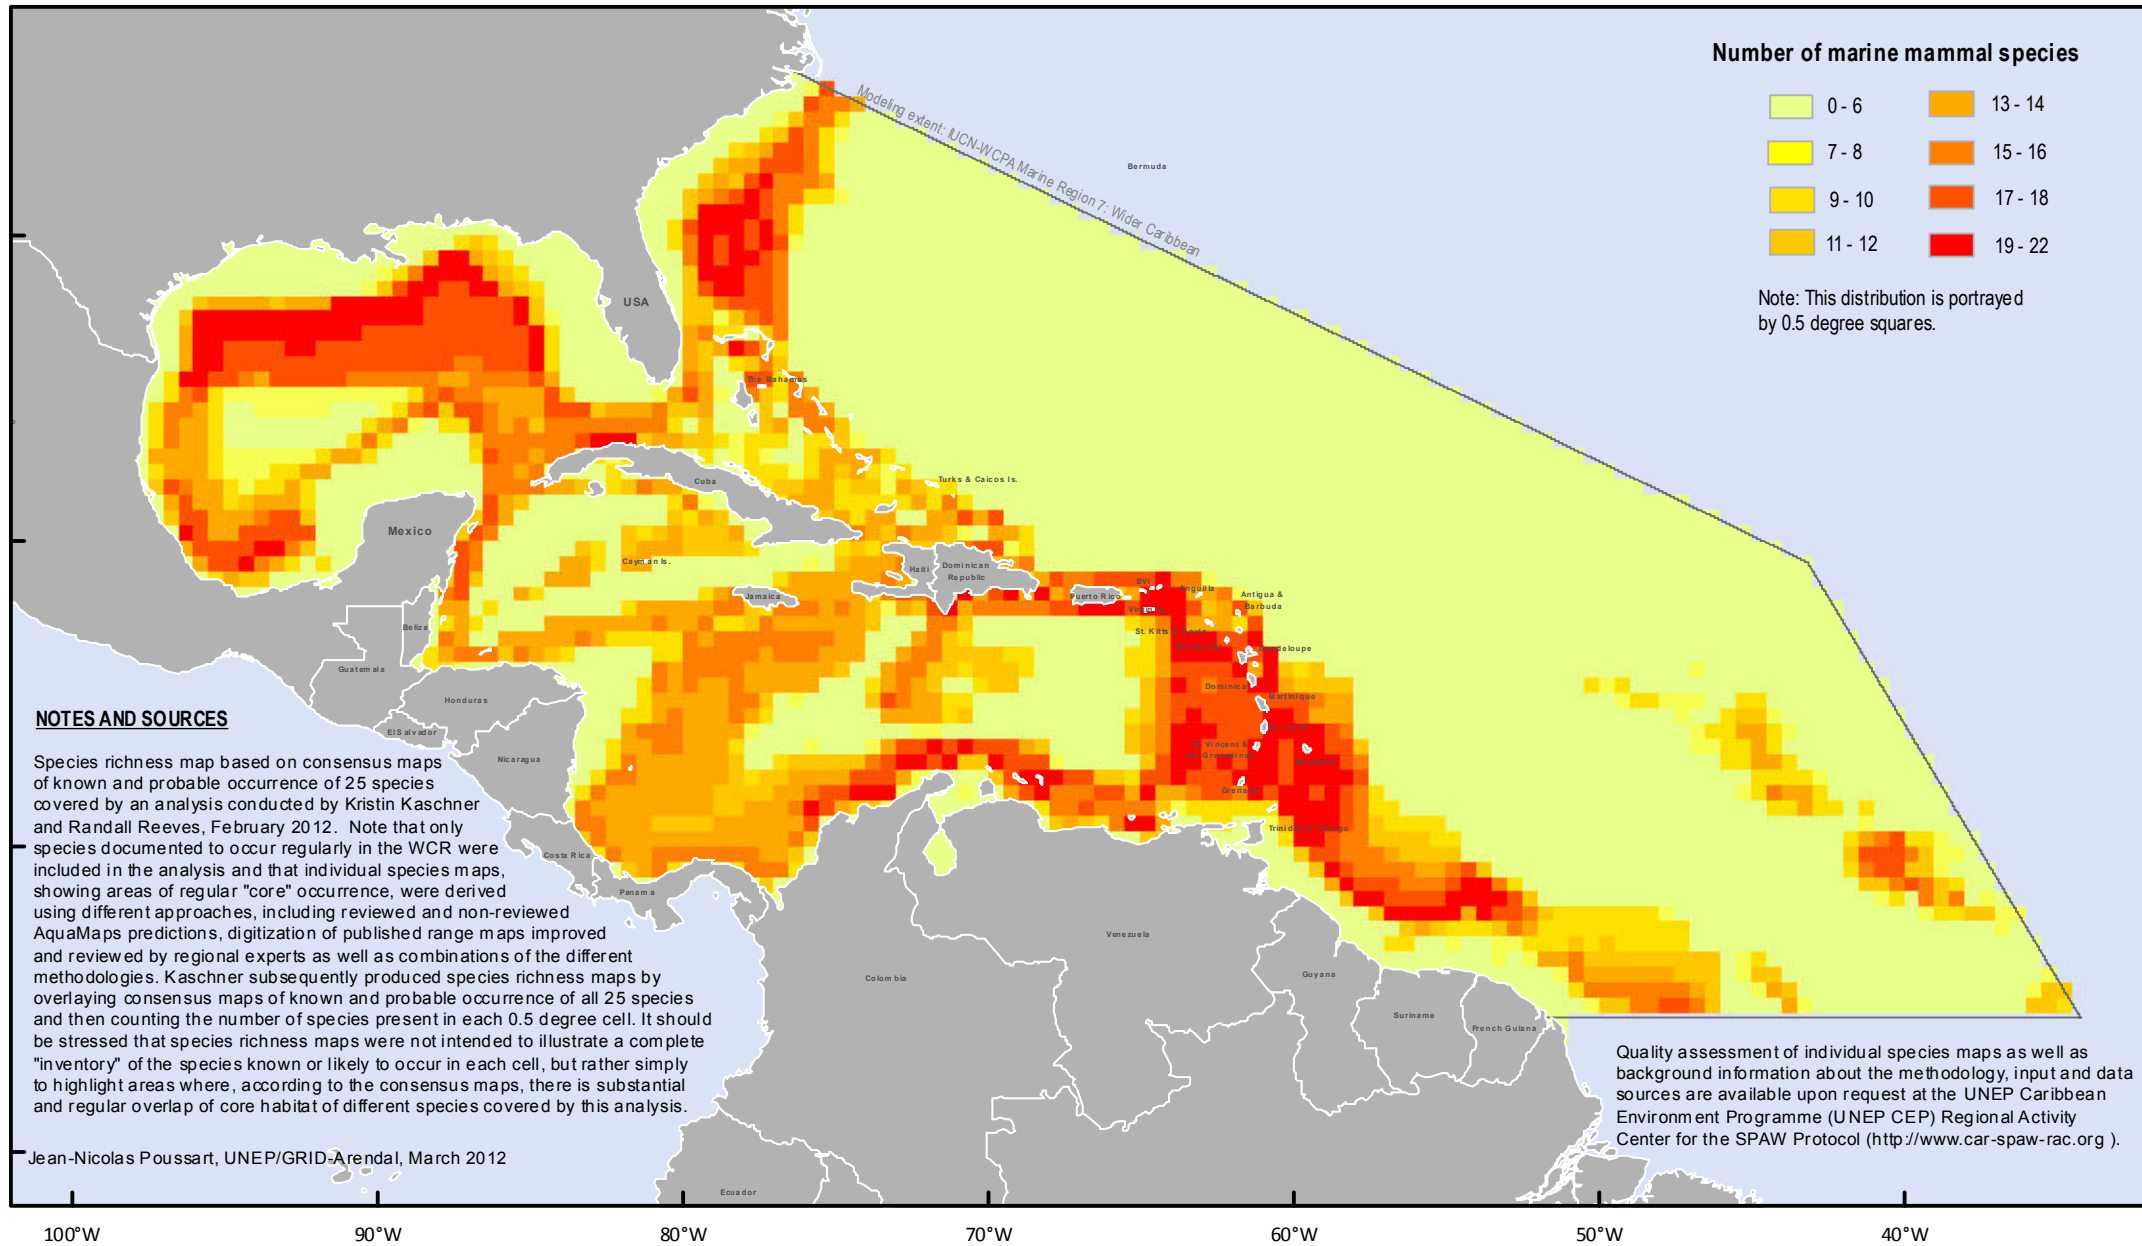 Number of marine mammal species
0 - 6
7 - 8
9 - 10
11 - 12
13 - 14
15 - 16
17 - 18
19 - 22
Note: This distribution is portrayed
by 0.5 degree squares.
Modeling extent: IUCN-WCPA Marine Region 7: Wider Caribbean
Bermuda
USA
The Bahamas
Turks & Caicos Is.
Cuba
Mexico
Cayman Is.
Haiti
Dominican
Republic
Jamaica
Puerto Rico
BVI
Anguilla
Antigua &
Barbuda
Belize
Guatemala
Guadeloupe
Honduras
Dominica
Martinique
El Salvador
Nicaragua
St. Vincent &
Grenada
Trinidad & Tobago
Costa Rica
Panama
Venezuela
Colombia
Guyana
Suriname
French Guiana
Ecuador
NOTES AND SOURCES
Species richness map based on consensus maps
of known and probable occurrence of 25 species
covered by an analysis conducted by Kristin Kaschner
and Randall Reeves, February 2012. Note that only
species documented to occur regularly in the WCR were
included in the analysis and that individual species maps,
showing areas of regular "core" occurrence, were derived
using different approaches, including reviewed and non-reviewed
AquaMaps predictions, digitization of published range maps improved
and reviewed by regional experts as well as combinations of the different
methodologies. Kaschner subsequently produced species richness maps by
overlaying consensus maps of known and probable occurrence of all 25 species
and then counting the number of species present in each 0.5 degree cell. It should
be stressed that species richness maps were not intended to illustrate a complete
"inventory" of the species known or likely to occur in each cell, but rather simply
to highlight areas where, according to the consensus maps, there is substantial
and regular overlap of core habitat of different species covered by this analysis.
Jean-Nicolas Poussart, UNEP/GRID-Arendal, March 2012
Quality assessment of individual species maps as well as
background information about the methodology, input and data
sources are available upon request at the UNEP Caribbean
Environment Programme (UNEP CEP) Regional Activity
Center for the SPAW Protocol (http://www.car-spaw-rac.org ).
100°W
90°W
80°W
70°W
60°W
50°W
40°W